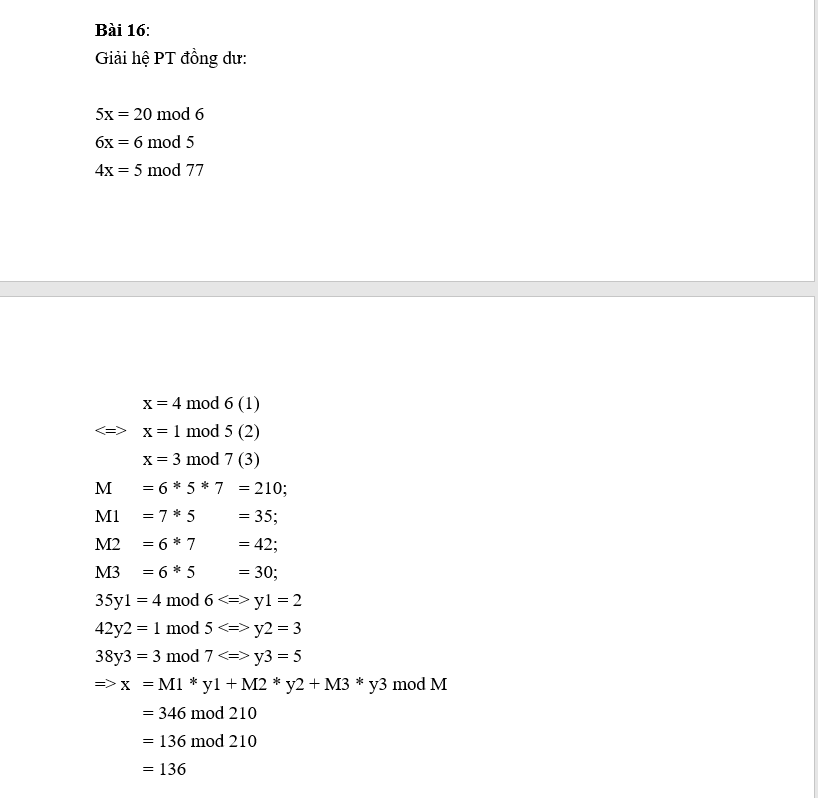 Bài 16:
Giải hệ PT đồng dư:
5x = 20 mod 6
6x = 6 mod 5
4x = 5 mod 77
x = 4 mod 6 (1)
<=> x = 1 mod 5 (2)
x = 3 mod 7 (3)
M = 6 * 5 * 7 = 210;
M1 = 7 * 5 = 35;
M2 = 6 * 7 = 42;
M3 = 6 * 5 = 30;
35y1 = 4 mod 6 <=> y1 = 2
42y2 = 1 mod 5 <=> y2 = 3
38y3 = 3 mod 7 <=> y3 = 5
=> x = M1 * y1 + M2 * y2 + M3 * y3 mod M
= 346 mod 210
= 136 mod 210
= 136